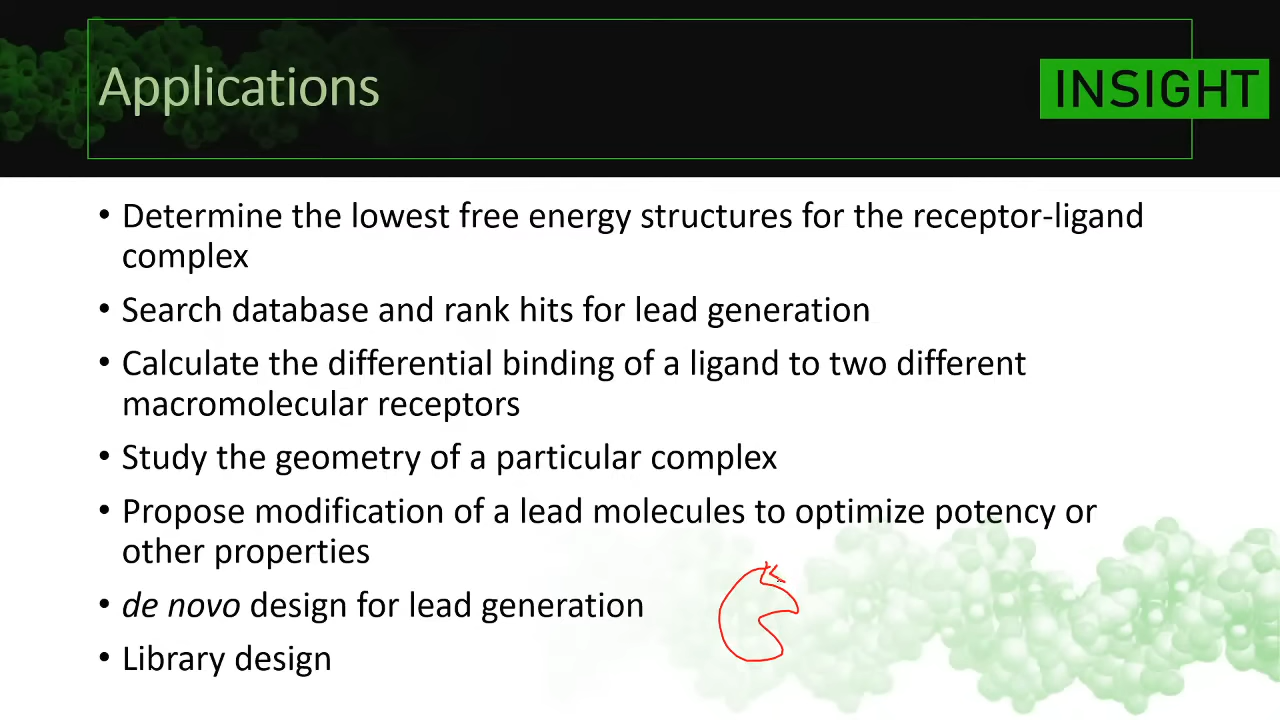 Applications
INSIGHT
• Determine the lowest free energy structures for the receptor-ligand
complex
• Search database and rank hits for lead generation
• Calculate the differential binding of a ligand to two different
macromolecular receptors
• Study the geometry of a particular complex
• Propose modification of a lead molecules to optimize potency or
other properties
• de novo design for lead generation
• Library design